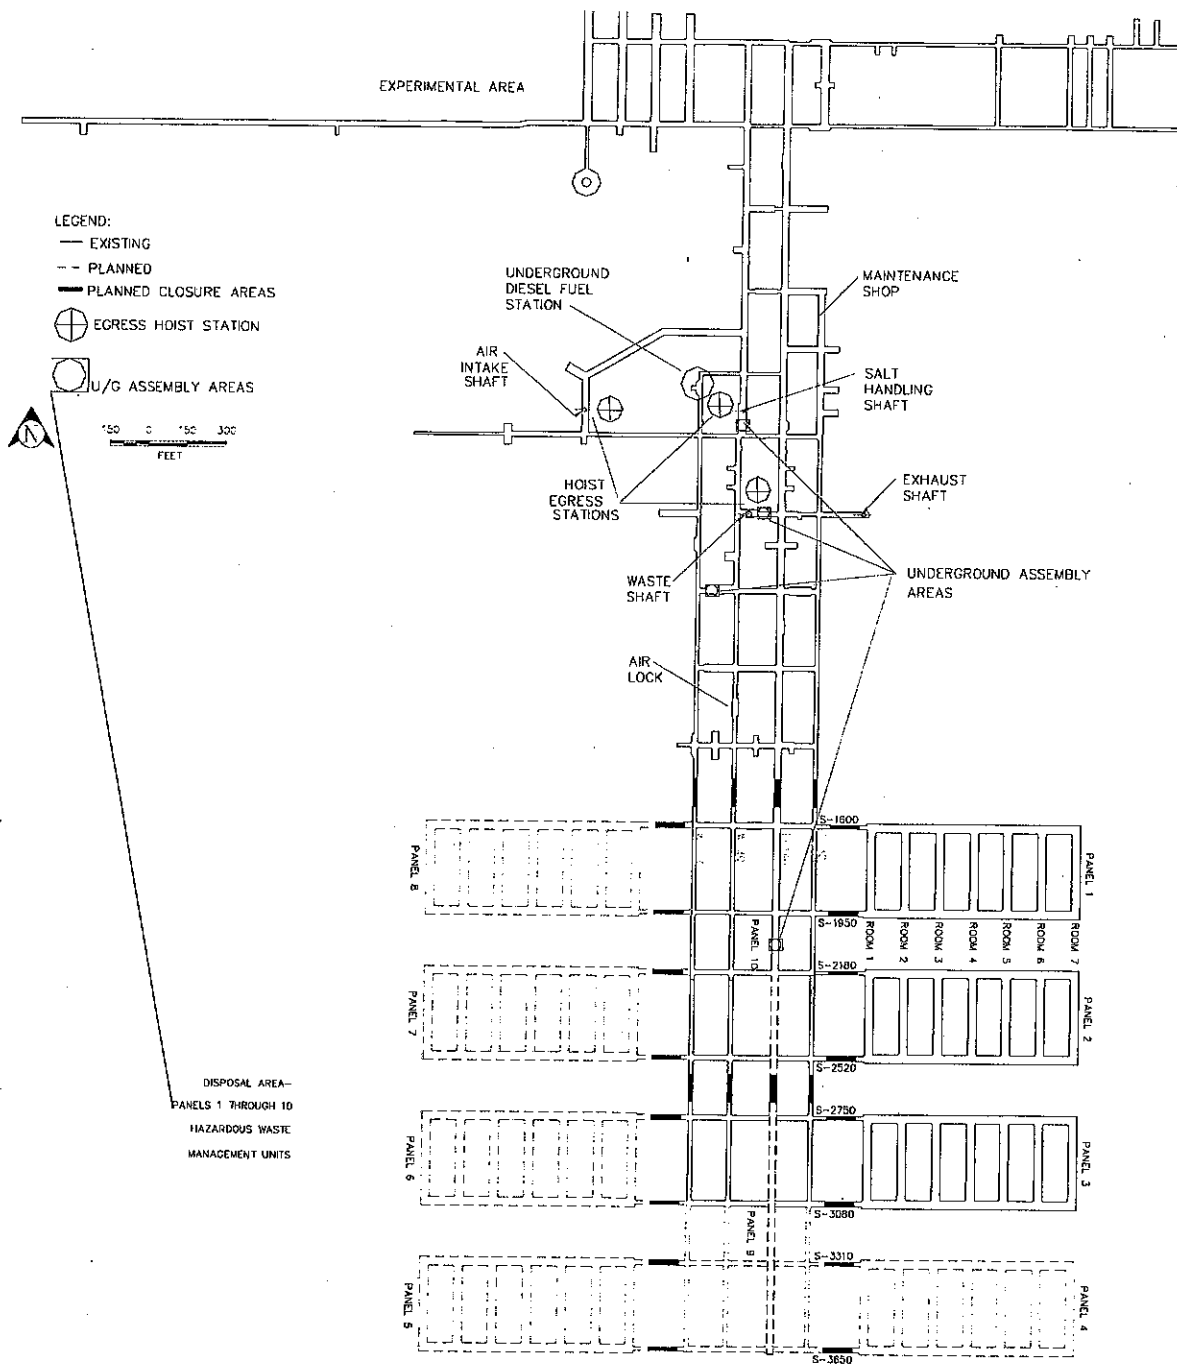 EXPERIMENTAL AREA
LEGEND:
EXISTING
PLANNED
PLANNED CLOSURE AREAS
EGRESS HOIST STATION
U/G ASSEMBLY AREAS
N
150 0 150 300
FEET
UNDERGROUND
DIESEL FUEL
STATION
MAINTENANCE
SHOP
AIR
INTAKE
SHAFT
SALT
HANDLING
SHAFT
HOIST
EGRESS
STATIONS
EXHAUST
SHAFT
WASTE
SHAFT
UNDERGROUND ASSEMBLY
AREAS
AIR
LOCK
S-1600
PANEL 8
PANEL 1
S-1950
ROOM 1
ROOM 2
ROOM 3
ROOM 4
ROOM 5
ROOM 6
ROOM 7
PANEL 10
S-2180
PANEL 7
PANEL 2
S-2520
DISPOSAL AREA-
PANELS 1 THROUGH 10
HAZARDOUS WASTE
MANAGEMENT UNITS
S-2750
PANEL 6
PANEL 3
S-3080
PANEL 9
S-3310
PANEL 5
PANEL 4
S-3650